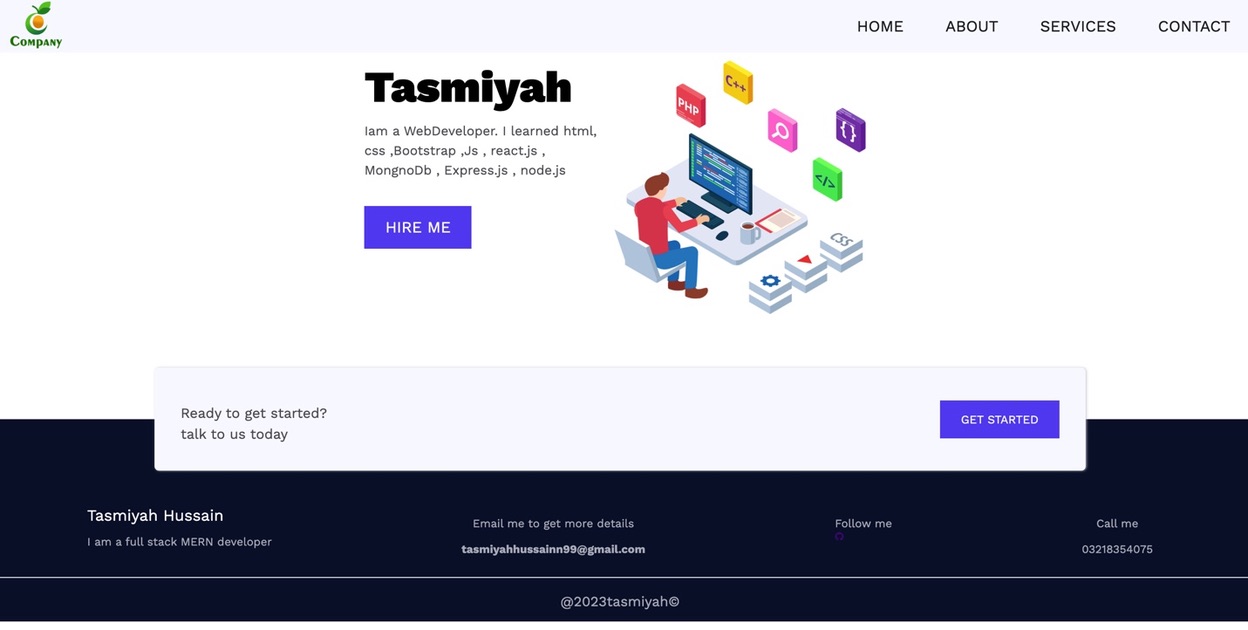 Company
HOME ABOUT SERVICES CONTACT
Tasmiyah
Iam a WebDeveloper. I learned html,
css ,Bootstrap ,Js , react.js ,
MongnoDb , Express.js , node.js
HIRE ME
PHP
C++
{}
</>
CSS
Ready to get started?
talk to us today
GET STARTED
Tasmiyah Hussain
I am a full stack MERN developer
Email me to get more details
tasmiyahhussainn99@gmail.com
Follow me
Call me
03218354075
@2023tasmiyah©